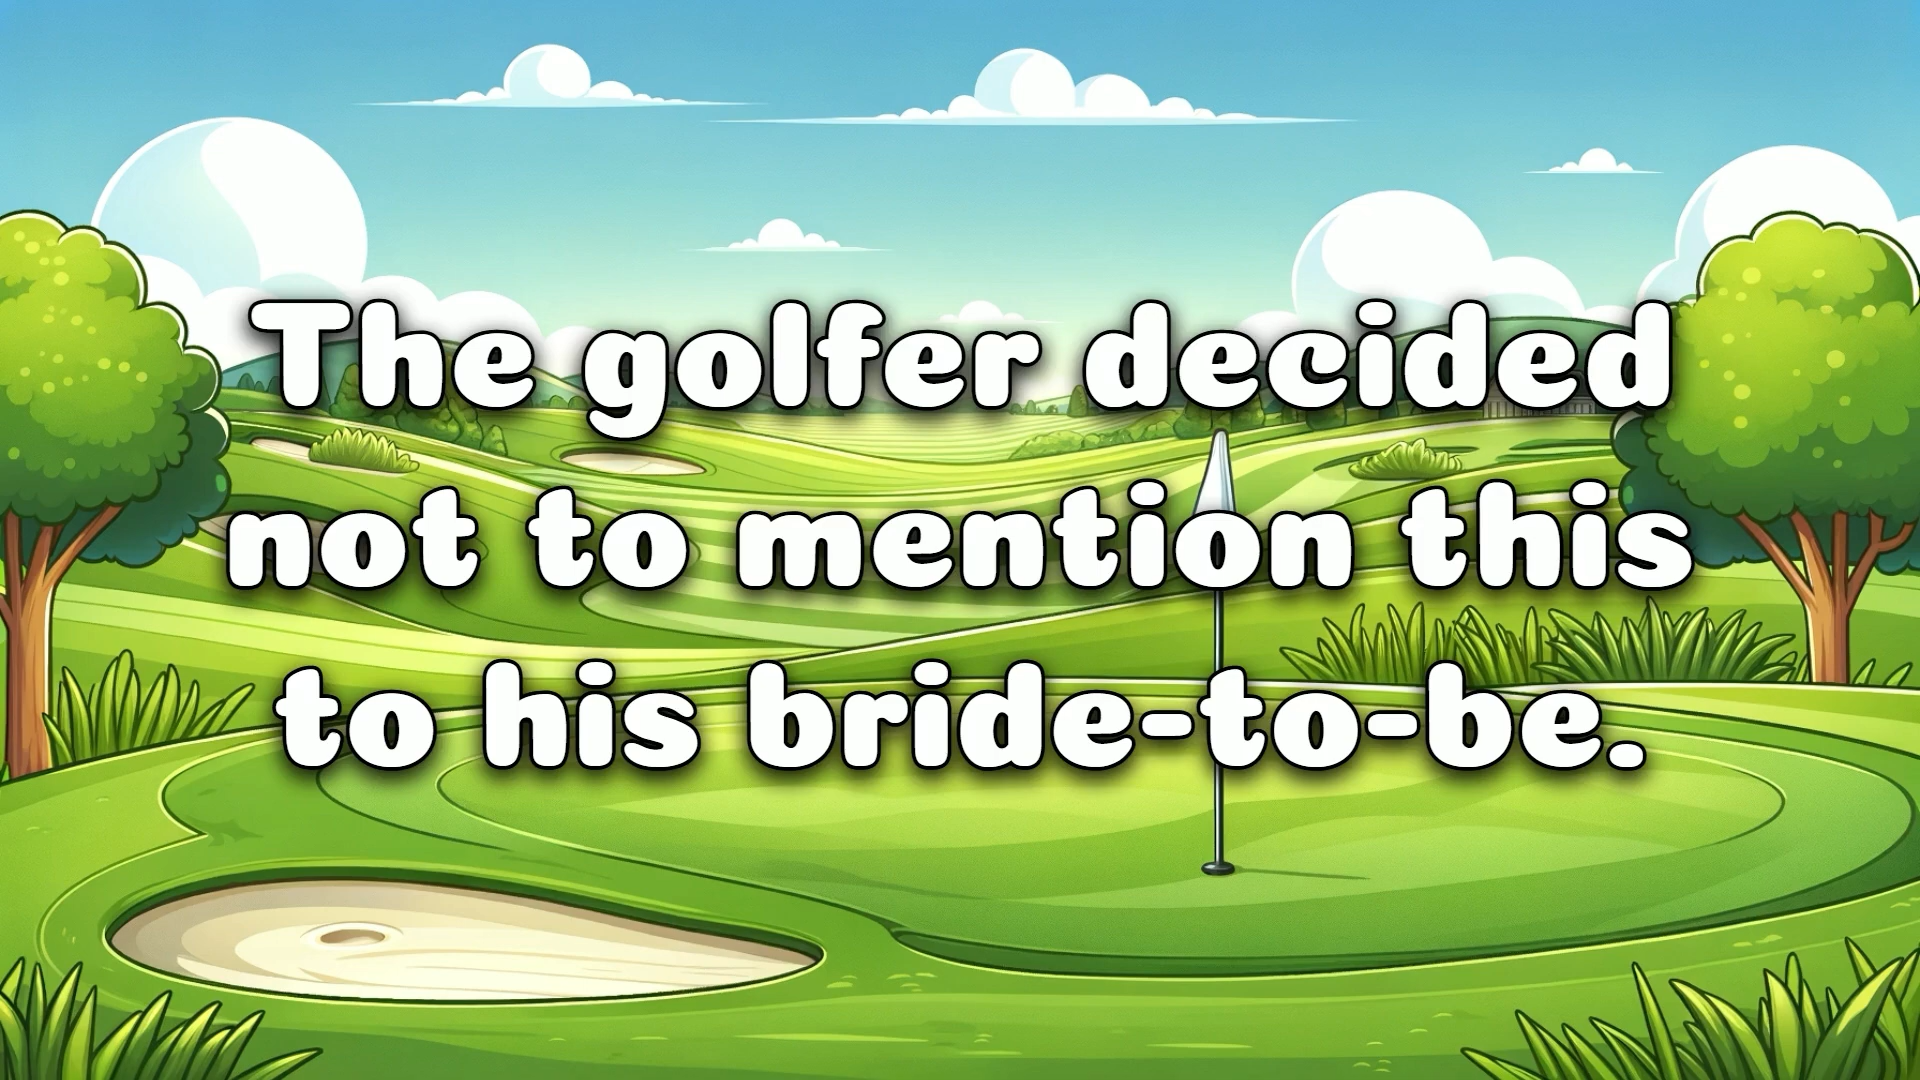 The golfer decided
not to mention this
to his bride-to-be.